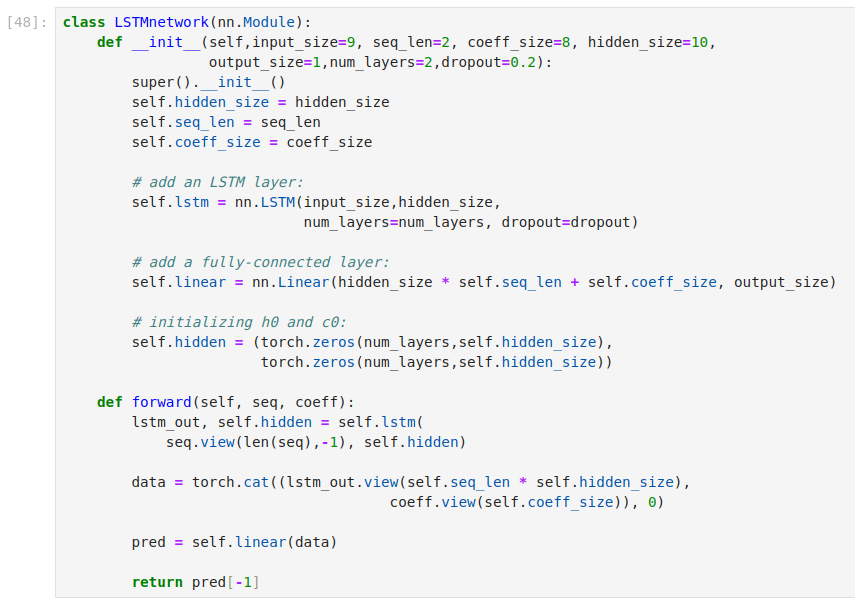 [48]: class LSTMnetwork(nn.Module):
    def __init__(self,input_size=9, seq_len=2, coeff_size=8, hidden_size=10,
                 output_size=1,num_layers=2,dropout=0.2):
        super().__init__()
        self.hidden_size = hidden_size
        self.seq_len = seq_len
        self.coeff_size = coeff_size

        # add an LSTM layer:
        self.lstm = nn.LSTM(input_size,hidden_size,
                            num_layers=num_layers, dropout=dropout)

        # add a fully-connected layer:
        self.linear = nn.Linear(hidden_size * self.seq_len + self.coeff_size, output_size)

        # initializing h0 and c0:
        self.hidden = (torch.zeros(num_layers,self.hidden_size),
                       torch.zeros(num_layers,self.hidden_size))

    def forward(self, seq, coeff):
        lstm_out, self.hidden = self.lstm(
            seq.view(len(seq),-1), self.hidden)

        data = torch.cat((lstm_out.view(self.seq_len * self.hidden_size),
                                      coeff.view(self.coeff_size)), 0)

        pred = self.linear(data)

        return pred[-1]